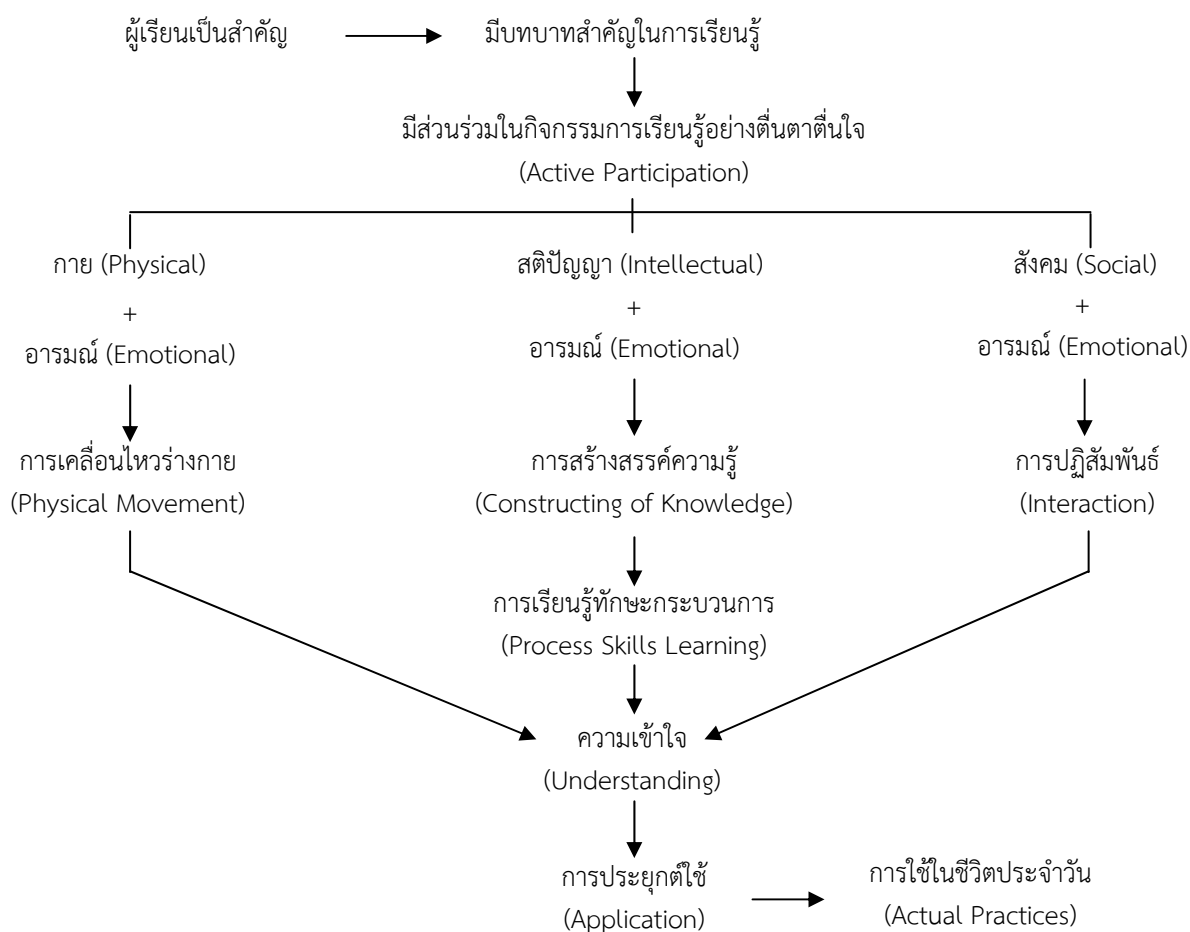 ผู้เรียนเป็นสำคัญ
มีบทบาทสำคัญในการเรียนรู้
มีส่วนร่วมในกิจกรรมการเรียนรู้อย่างตื่นตาตื่นใจ
(Active Participation)
กาย (Physical)
+
อารมณ์ (Emotional)
สติปัญญา (Intellectual)
+
อารมณ์ (Emotional)
สังคม (Social)
+
อารมณ์ (Emotional)
การเคลื่อนไหวร่างกาย
(Physical Movement)
การสร้างสรรค์ความรู้
(Constructing of Knowledge)
การปฏิสัมพันธ์
(Interaction)
การเรียนรู้ทักษะกระบวนการ
(Process Skills Learning)
ความเข้าใจ
(Understanding)
การประยุกต์ใช้
(Application)
การใช้ในชีวิตประจำวัน
(Actual Practices)